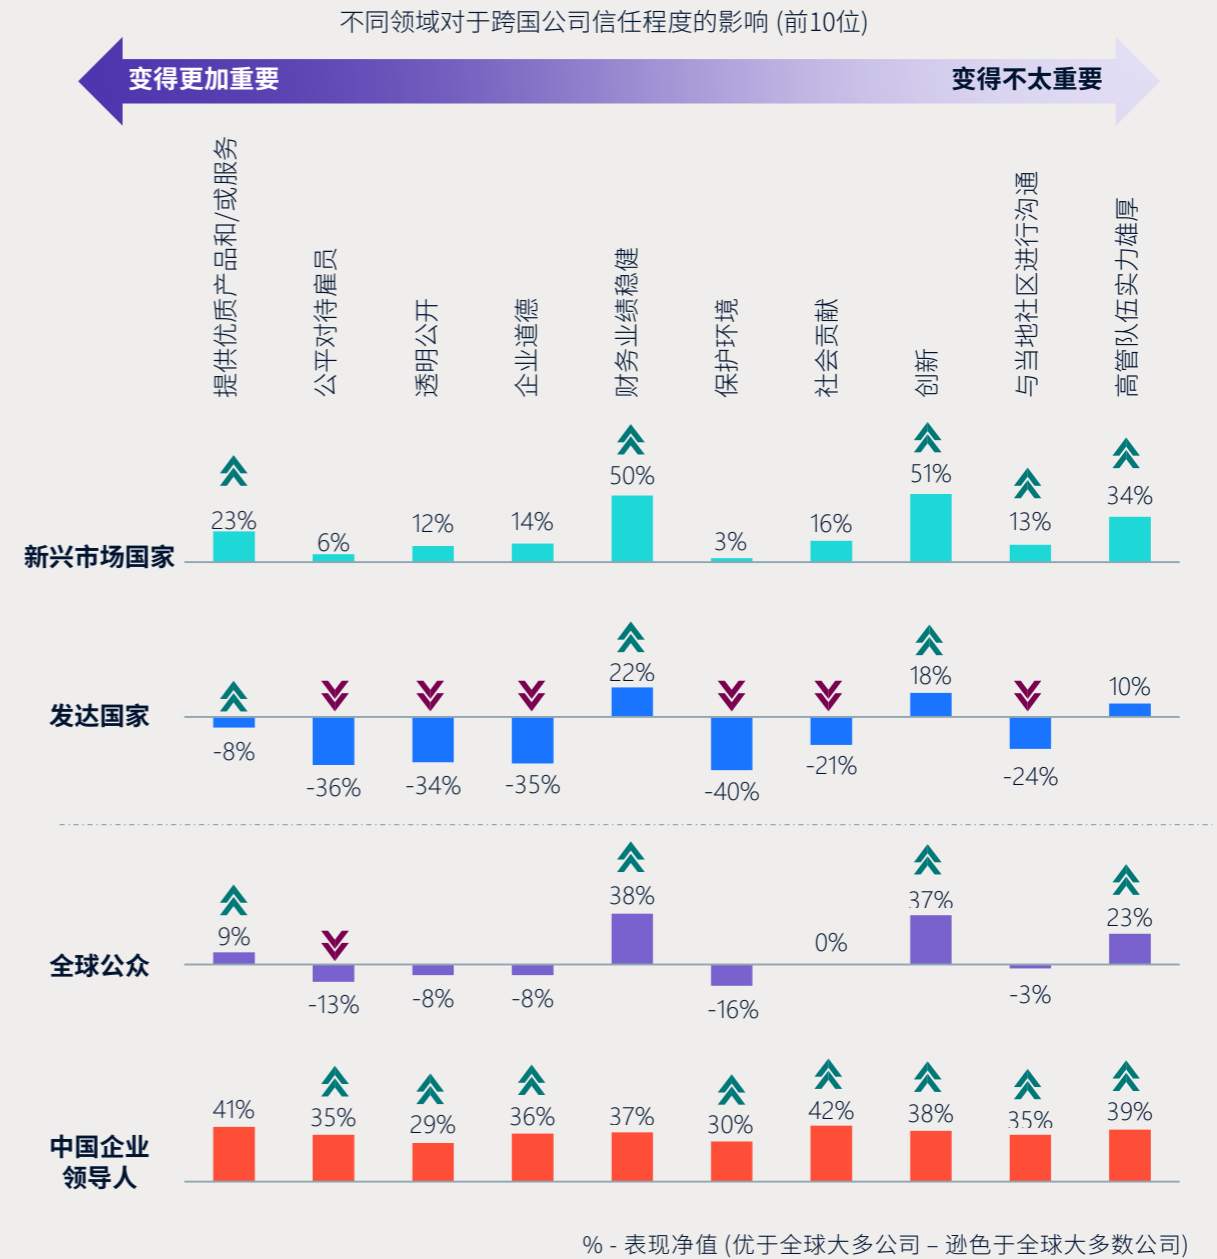 不同领域对于跨国公司信任程度的影响 (前10位)
变得更加重要
变得不太重要
提供优质产品和/或服务
公平对待雇员
透明公开
企业道德
财务业绩稳健
保护环境
社会贡献
创新
与当地社区进行沟通
高管队伍实力雄厚
新兴市场国家
23%
6%
12%
14%
50%
3%
16%
51%
13%
34%
发达国家
-8%
-36%
-34%
-35%
22%
-40%
-21%
18%
-24%
10%
全球公众
9%
-13%
-8%
-8%
38%
-16%
0%
37%
-3%
23%
中国企业
领导人
41%
35%
29%
36%
37%
30%
42%
38%
35%
39%
% - 表现净值 (优于全球大多公司 – 逊色于全球大多数公司)